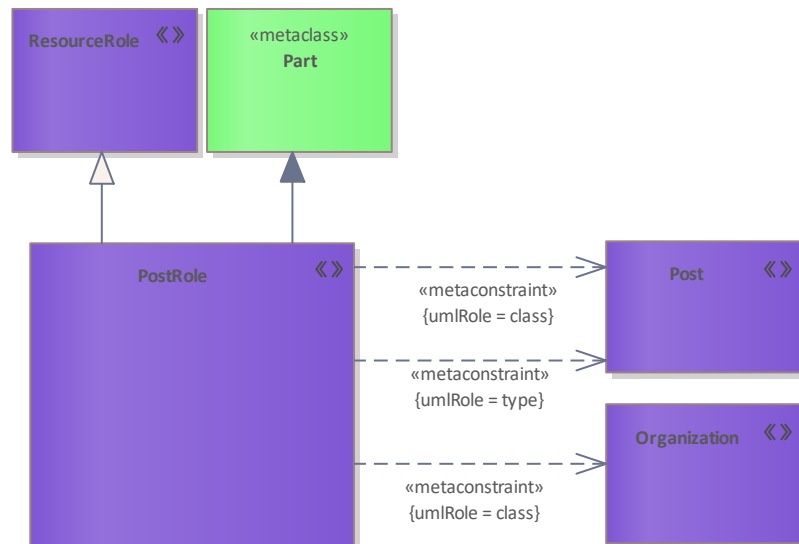 ResourceRole «»
«metaclass»
Part
PostRole «»
«metaconstraint»
{umlRole = class}
Post «»
«metaconstraint»
{umlRole = type}
Organization «»
«metaconstraint»
{umlRole = class}